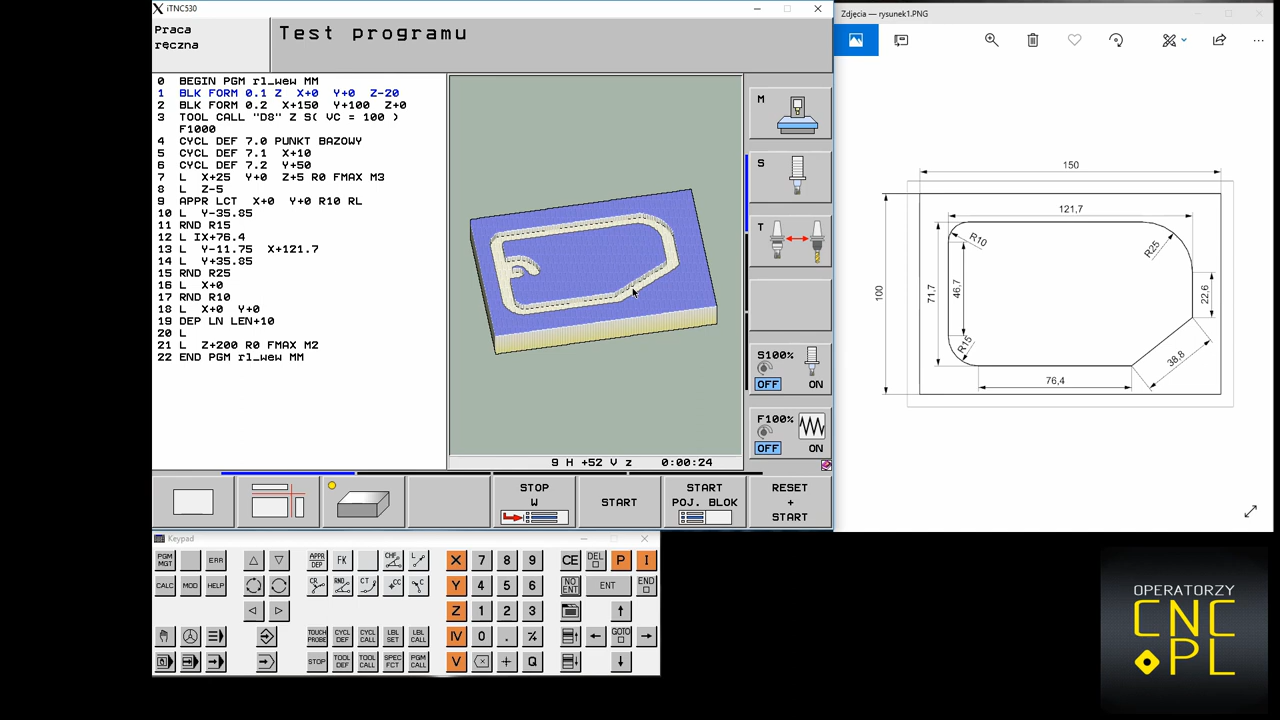 iTNC530
Praca
ręczna
Test programu
0 BEGIN PGM rl_wew MM
1 BLK FORM 0.1 Z X+0 Y+0 Z-20
2 BLK FORM 0.2 X+150 Y+100 Z+0
3 TOOL CALL "D8" Z S( VC = 100 )
F1000
4 CYCL DEF 7.0 PUNKT BAZOWY
5 CYCL DEF 7.1 X+10
6 CYCL DEF 7.2 Y+50
7 L X+25 Y+0 Z+5 R0 FMAX M3
8 L Z-5
9 APPR LCT X+0 Y+0 R10 RL
10 L Y-35.85
11 RND R15
12 L IX+76.4
13 L Y-11.75 X+121.7
14 L Y+35.85
15 RND R25
16 L X+0
17 RND R10
18 L X+0 Y+0
19 DEP LN LEN+10
20 L
21 L Z+200 R0 FMAX M2
22 END PGM rl_wew MM
9 H +52 V z 0:00:24
M
S
T
S100%
OFF ON
F100%
OFF ON
STOP
W
START
START
POJ. BLOK
RESET
+
START
Zdjęcia — rysunek1.PNG
150
121,7
R10
R25
100
71,7
46,7
22,6
R15
38,8
76,4
Keypad
PGM MGT ERR APPR DEP FK CHF L X 7 8 9 CE DEL P I
CALC MOD HELP CR RND CT CC C Y 4 5 6 NO ENT ENT END
Z 1 2 3
TOUCH PROBE CYCL DEF CYCL CALL LBL SET LBL CALL IV 0 . GOTO
STOP TOOL DEF TOOL CALL SPEC FCT PGM CALL V + Q
OPERATORZY
CNC
PL